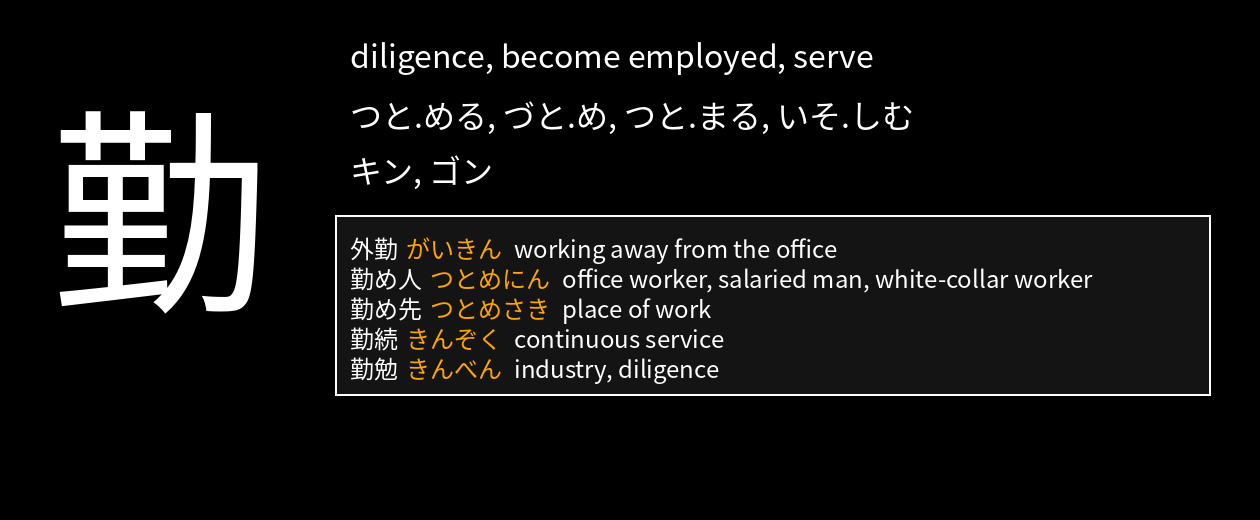 勤
diligence, become employed, serve
つと.める, づと.め, つと.まる, いそ.しむ
キン, ゴン
外勤 がいきん working away from the office
勤め人 つとめにん office worker, salaried man, white-collar worker
勤め先 つとめさき place of work
勤続 きんぞく continuous service
勤勉 きんべん industry, diligence